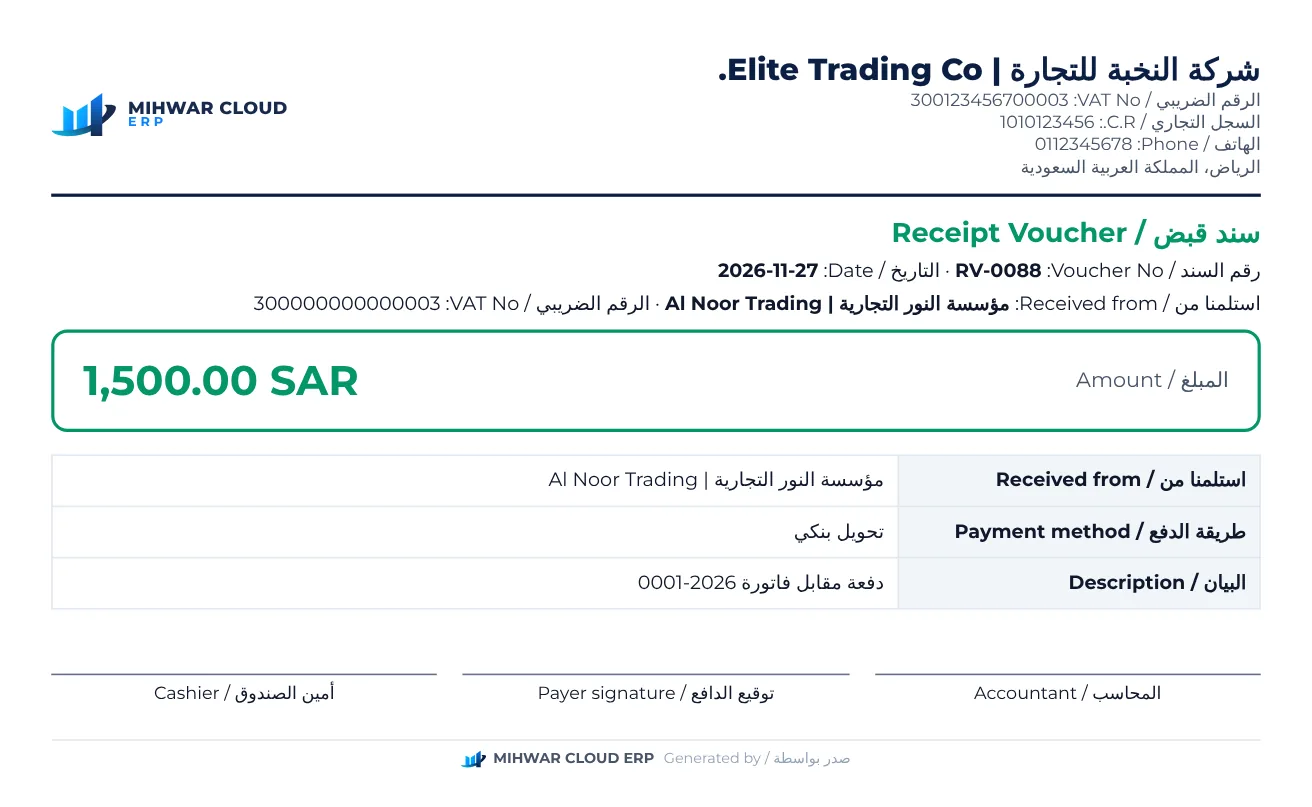 شركة النخبة للتجارة | Elite Trading Co.
MIHWAR CLOUD
ERP
الرقم الضريبي / VAT No: 300123456700003
السجل التجاري / C.R.: 1010123456
الهاتف / Phone: 0112345678
الرياض، المملكة العربية السعودية
سند قبض / Receipt Voucher
رقم السند / Voucher No: RV-0088 · التاريخ / Date: 2026-11-27
استلمنا من / Received from: مؤسسة النور التجارية | Al Noor Trading · الرقم الضريبي / VAT No: 300000000000003
المبلغ / Amount
1,500.00 SAR
استلمنا من / Received from
مؤسسة النور التجارية | Al Noor Trading
طريقة الدفع / Payment method
تحويل بنكي
البيان / Description
دفعة مقابل فاتورة 2026-0001
المحاسب / Accountant
توقيع الدافع / Payer signature
أمين الصندوق / Cashier
صدر بواسطة / Generated by MIHWAR CLOUD ERP